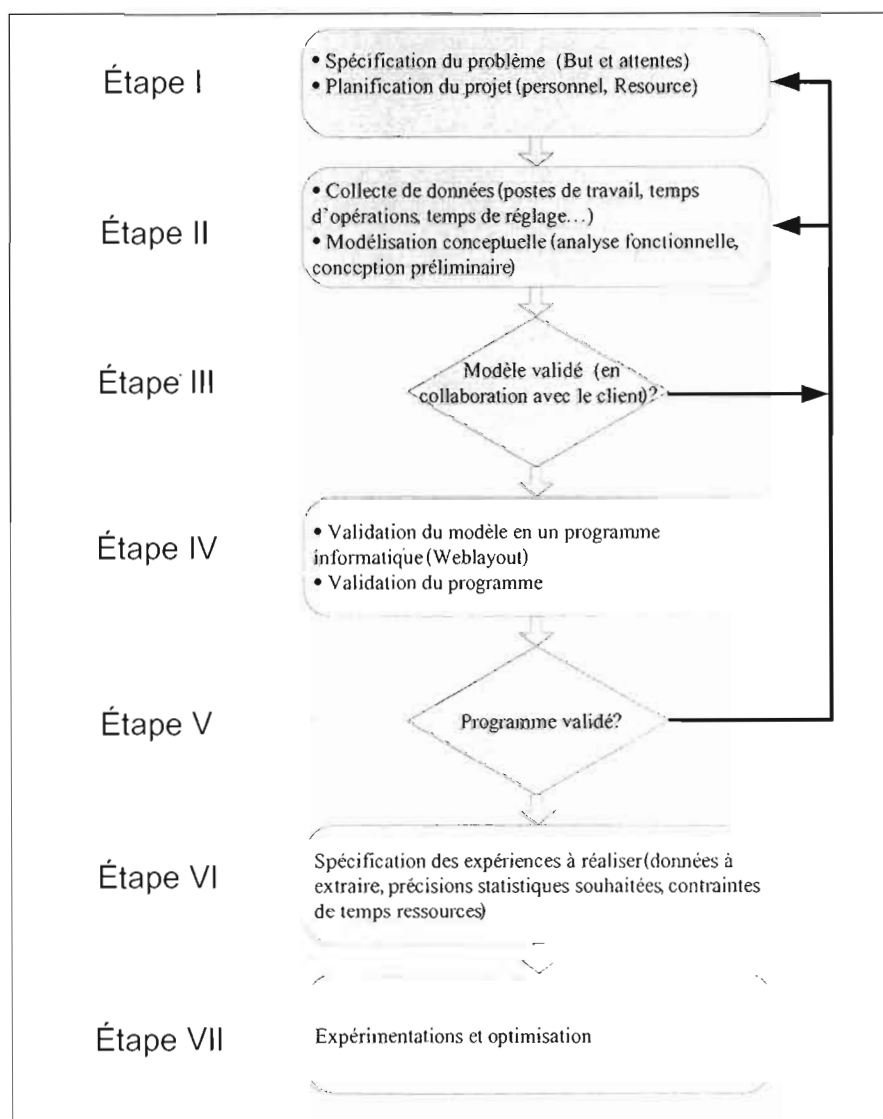 Étape I
• Spécification du problème (But et attentes)
• Planification du projet (personnel, Resource)
Étape II
• Collecte de données (postes de travail, temps
d'opérations, temps de réglage...)
• Modélisation conceptuelle (analyse fonctionnelle,
conception préliminaire)
Étape III
Modèle validé (en
collaboration avec le client)?
Étape IV
• Validation du modèle en un programme
informatique (Weblayout)
• Validation du programme
Étape V
Programme validé?
Étape VI
Spécification des expériences à réaliser (données à
extraire, précisions statistiques souhaitées, contraintes
de temps ressources)
Étape VII
Expérimentations et optimisation